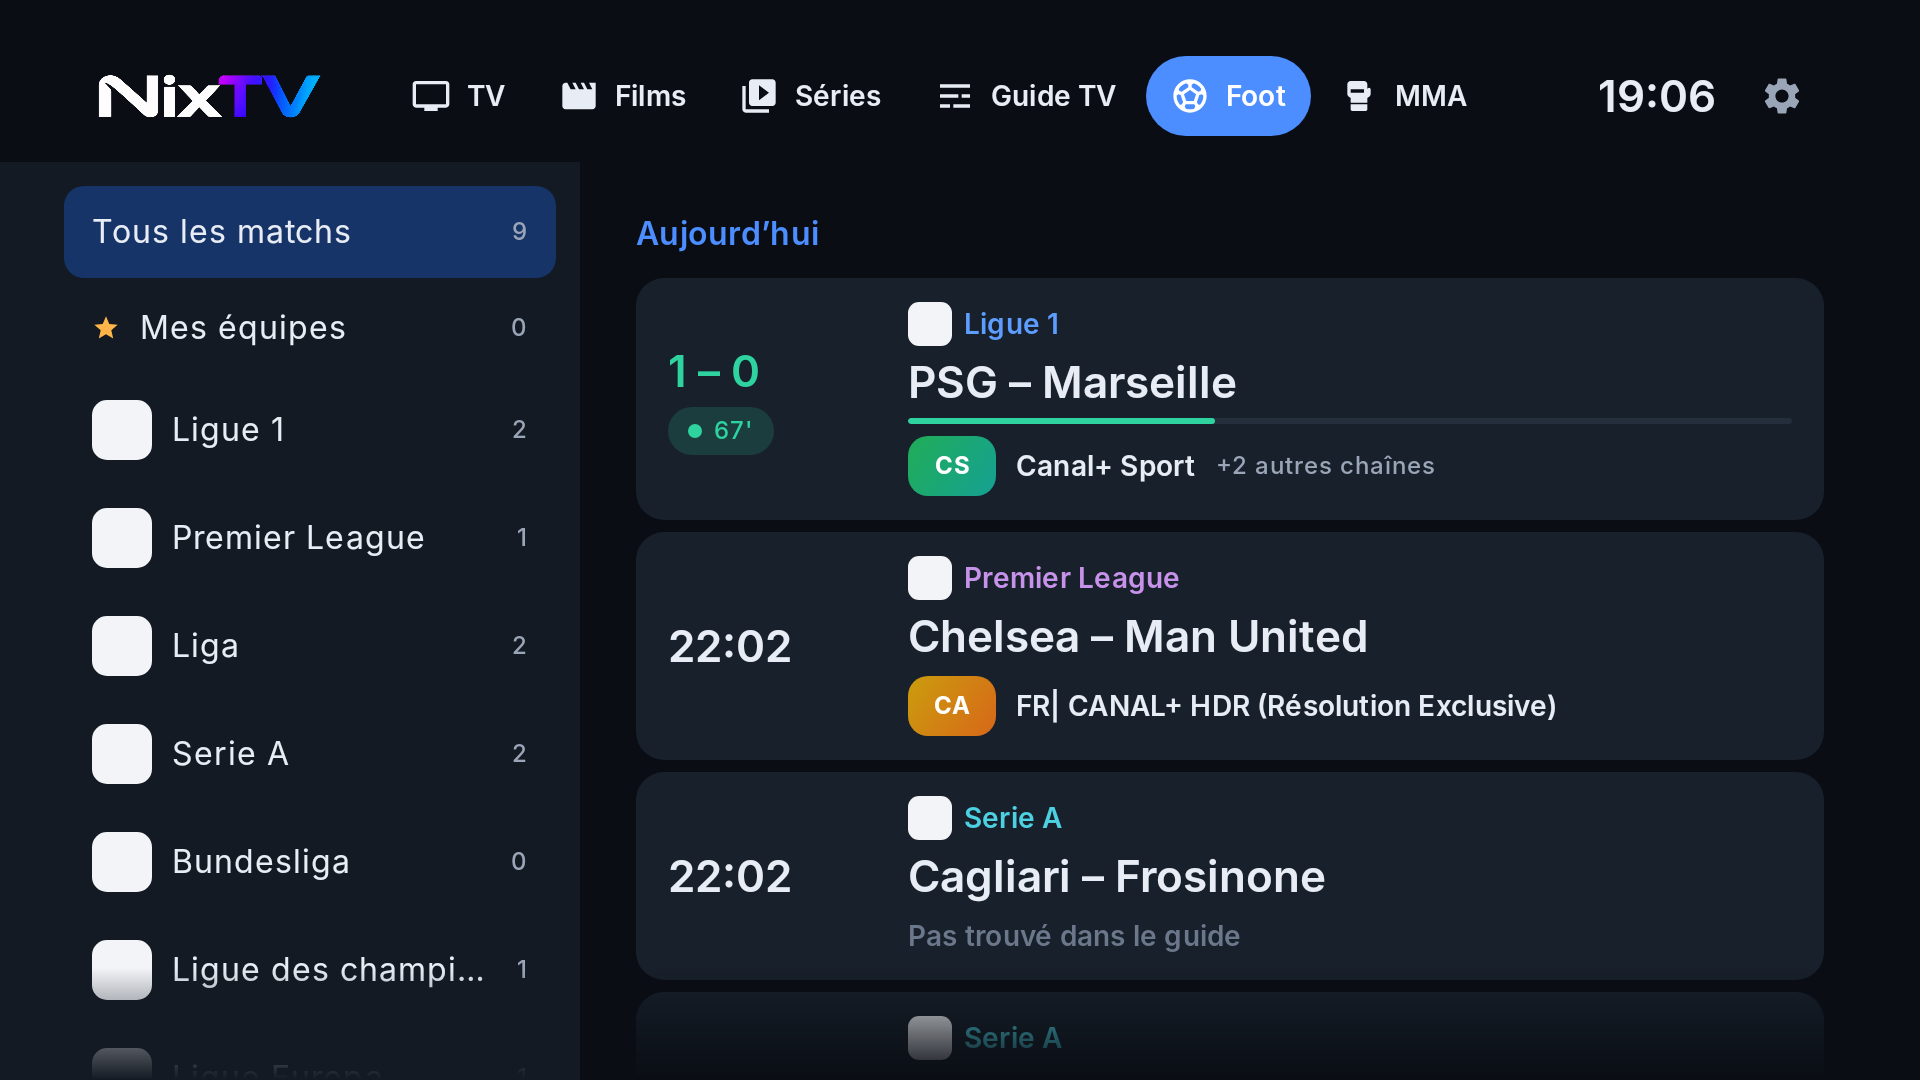 NixTV
TV
Films
Séries
Guide TV
Foot
MMA
19:06
Tous les matchs 9
Mes équipes 0
Ligue 1 2
Premier League 1
Liga 2
Serie A 2
Bundesliga 0
Ligue des champi... 1
Ligue Europa 1
Aujourd’hui
Ligue 1
1 – 0
PSG – Marseille
67'
CS Canal+ Sport +2 autres chaînes
Premier League
22:02
Chelsea – Man United
CA FR| CANAL+ HDR (Résolution Exclusive)
Serie A
22:02
Cagliari – Frosinone
Pas trouvé dans le guide
Serie A